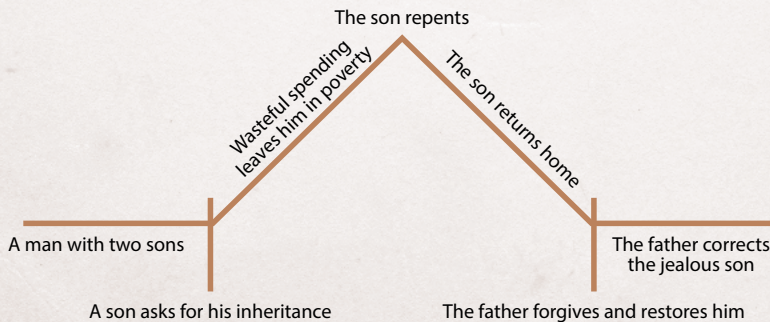 The son repents
Wasteful spending
leaves him in poverty
The son returns home
A man with two sons
The father corrects
the jealous son
A son asks for his inheritance
The father forgives and restores him